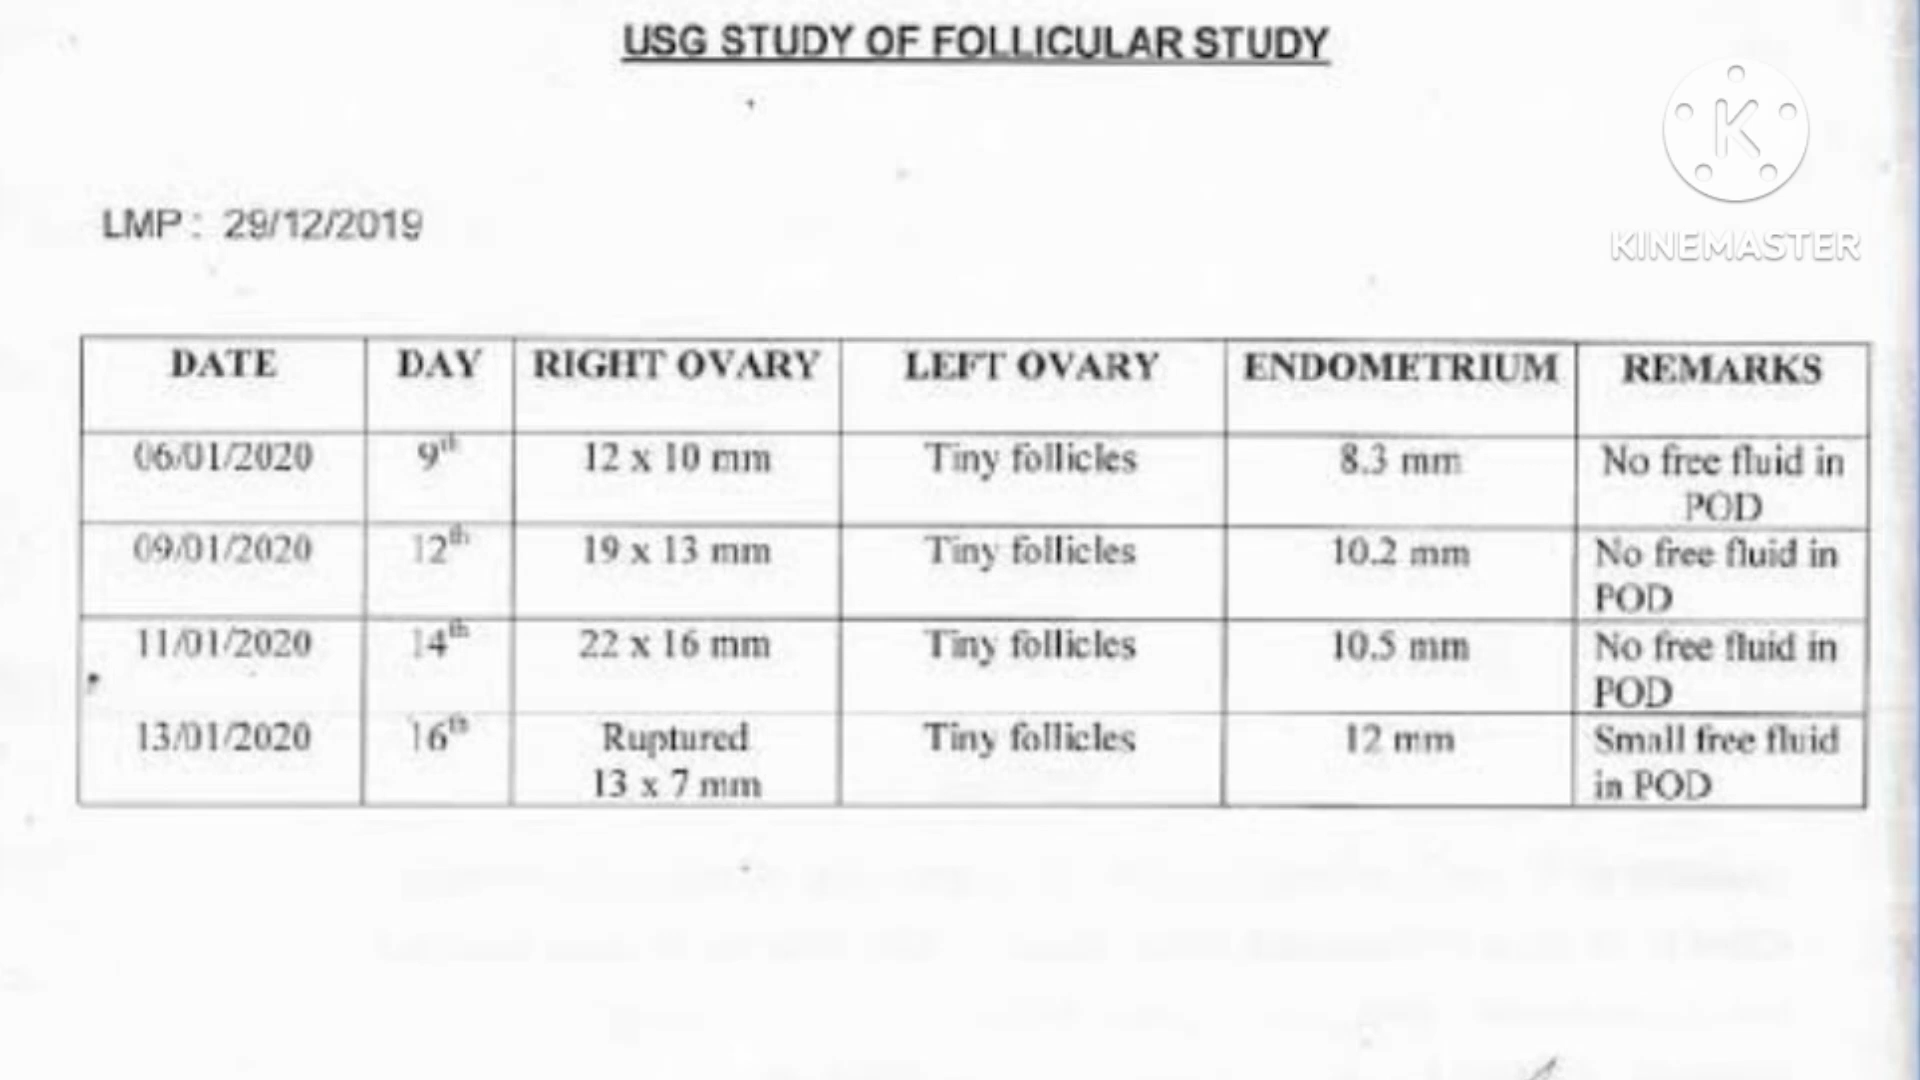 USG STUDY OF FOLLICULAR STUDY
K
KINEMASTER
LMP : 29/12/2019
DATE DAY RIGHT OVARY LEFT OVARY ENDOMETRIUM REMARKS
06/01/2020 9th 12 x 10 mm Tiny follicles 8.3 mm No free fluid in
POD
09/01/2020 12th 19 x 13 mm Tiny follicles 10.2 mm No free fluid in
POD
11/01/2020 14th 22 x 16 mm Tiny follicles 10.5 mm No free fluid in
POD
13/01/2020 16th Ruptured Tiny follicles 12 mm Small free fluid
13 x 7 mm in POD